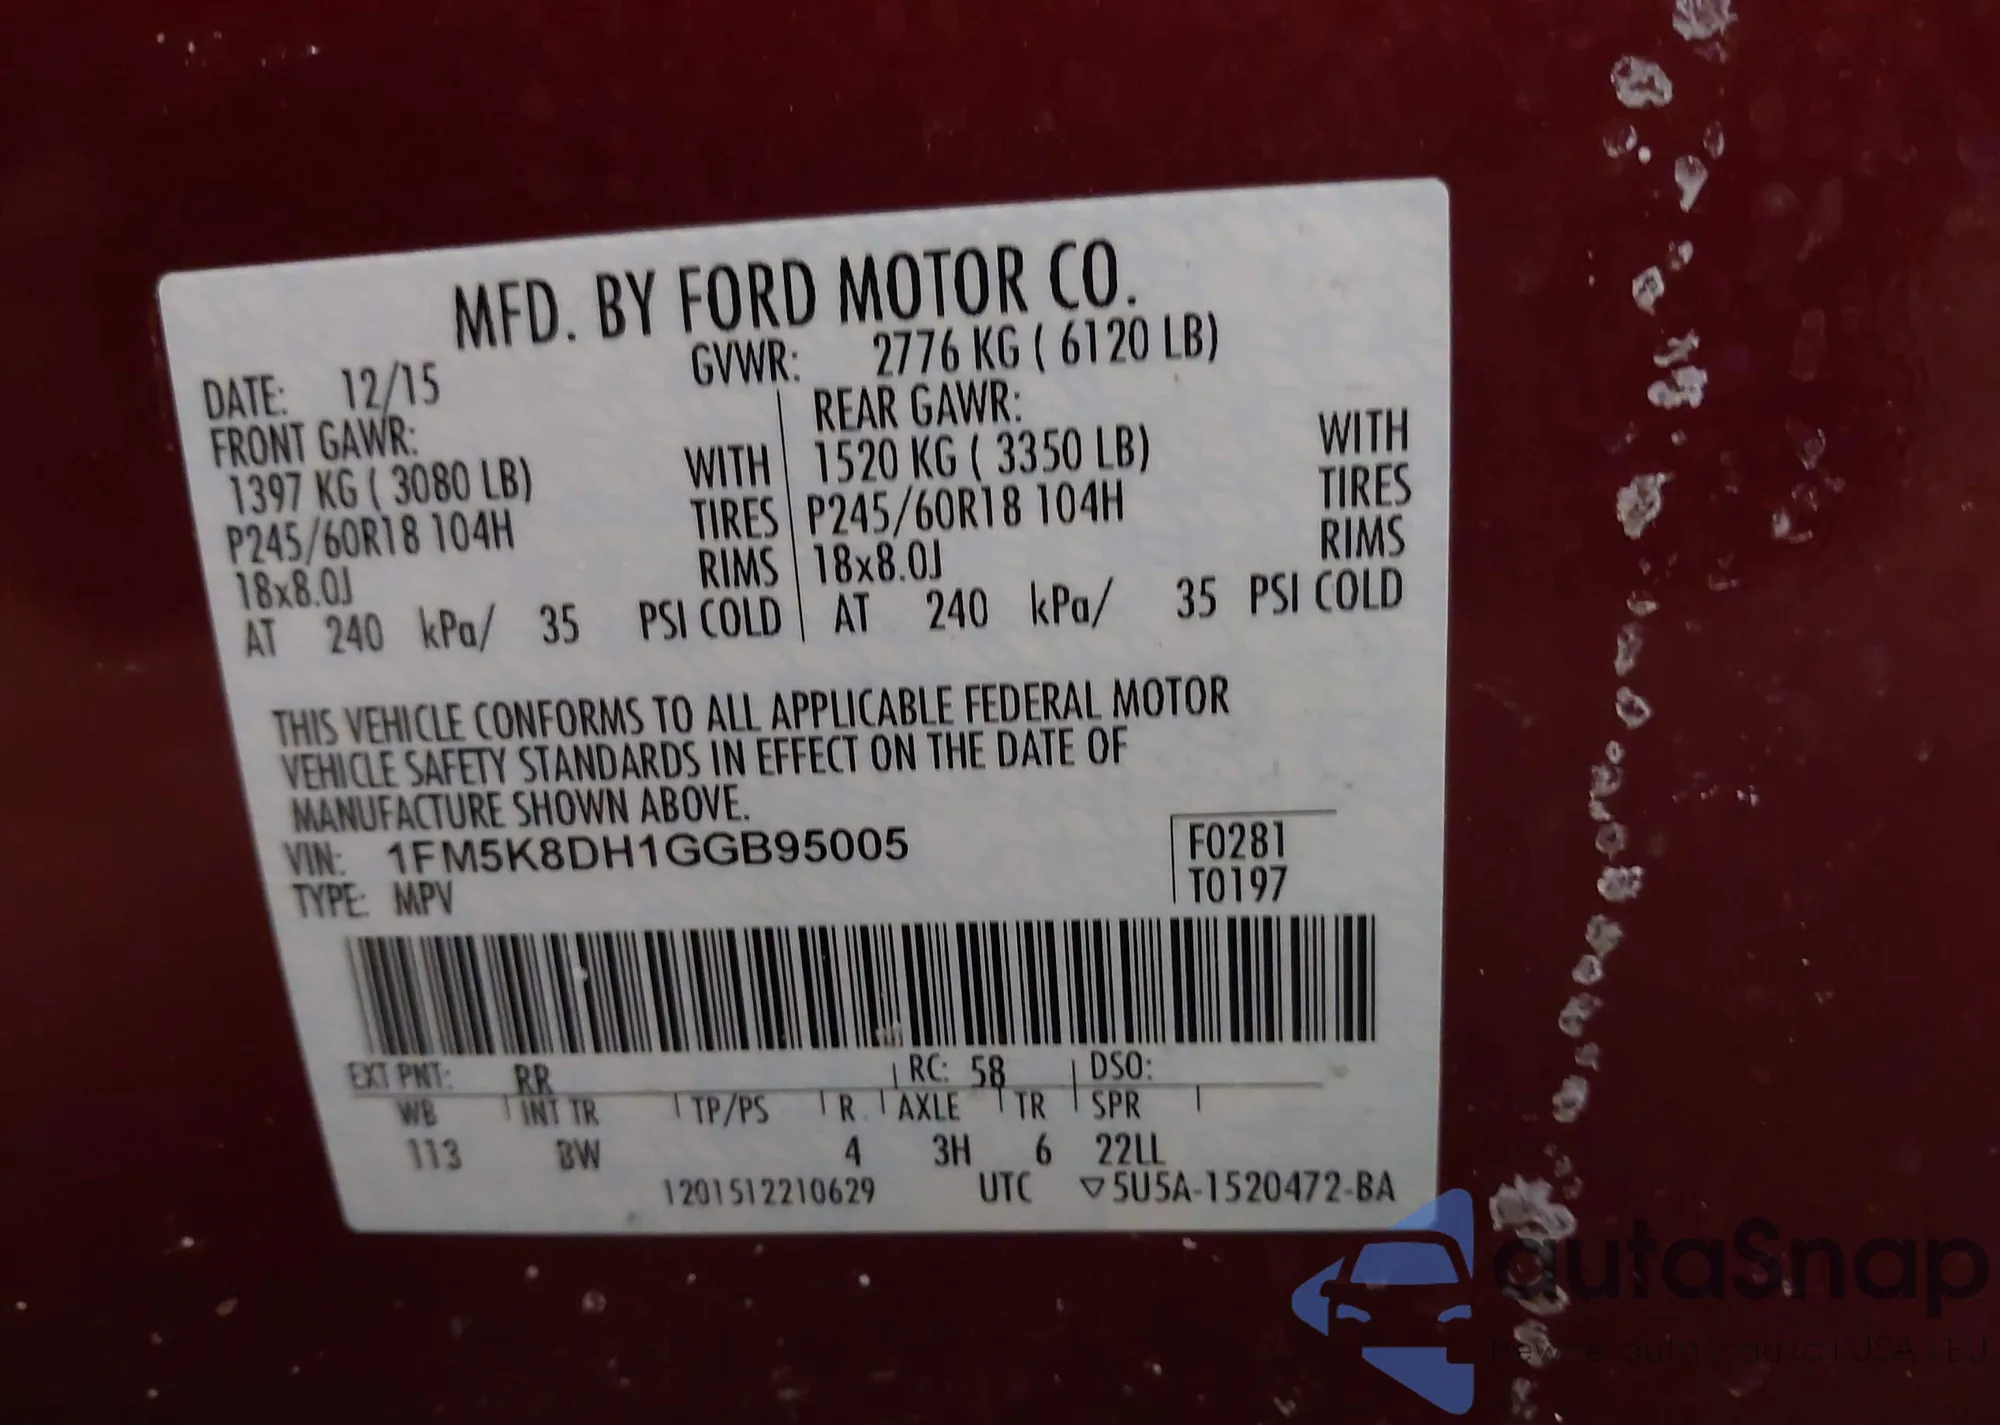 MFD. BY FORD MOTOR CO.
DATE: 12/15 GVWR: 2776 KG ( 6120 LB)
FRONT GAWR: REAR GAWR:
1397 KG ( 3080 LB) WITH 1520 KG ( 3350 LB) WITH
P245/60R18 104H TIRES P245/60R18 104H TIRES
18x8.0J RIMS 18x8.0J RIMS
AT 240 kPa/ 35 PSI COLD AT 240 kPa/ 35 PSI COLD
THIS VEHICLE CONFORMS TO ALL APPLICABLE FEDERAL MOTOR
VEHICLE SAFETY STANDARDS IN EFFECT ON THE DATE OF
MANUFACTURE SHOWN ABOVE.
VIN: 1FM5K8DH1GGB95005 F0281
TYPE: MPV T0197
EXT PNT: RR RC: 58 DSO:
WB INT TR TP/PS R AXLE TR SPR
113 BW 4 3H 6 22LL
1201512210629 UTC ▽5U5A-1520472-BA
autaSnap
auta z